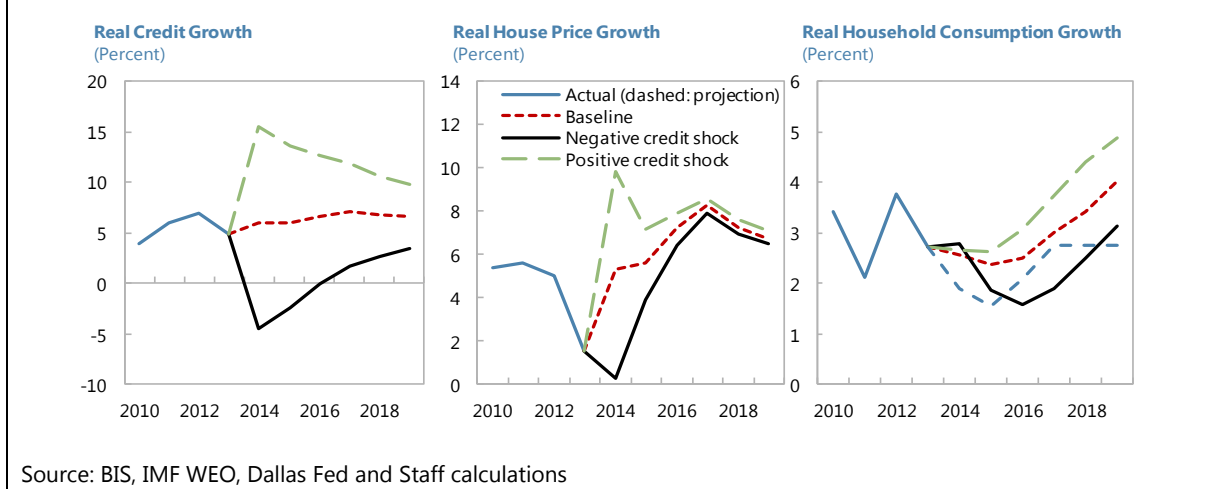 Real Credit Growth
(Percent)
20
15
10
5
0
-5
-10
2010 2012 2014 2016 2018
Real House Price Growth
(Percent)
14
12
10
8
6
4
2
0
Actual (dashed: projection)
Baseline
Negative credit shock
Positive credit shock
2010 2012 2014 2016 2018
Real Household Consumption Growth
(Percent)
6
5
4
3
2
1
0
2010 2012 2014 2016 2018
Source: BIS, IMF WEO, Dallas Fed and Staff calculations